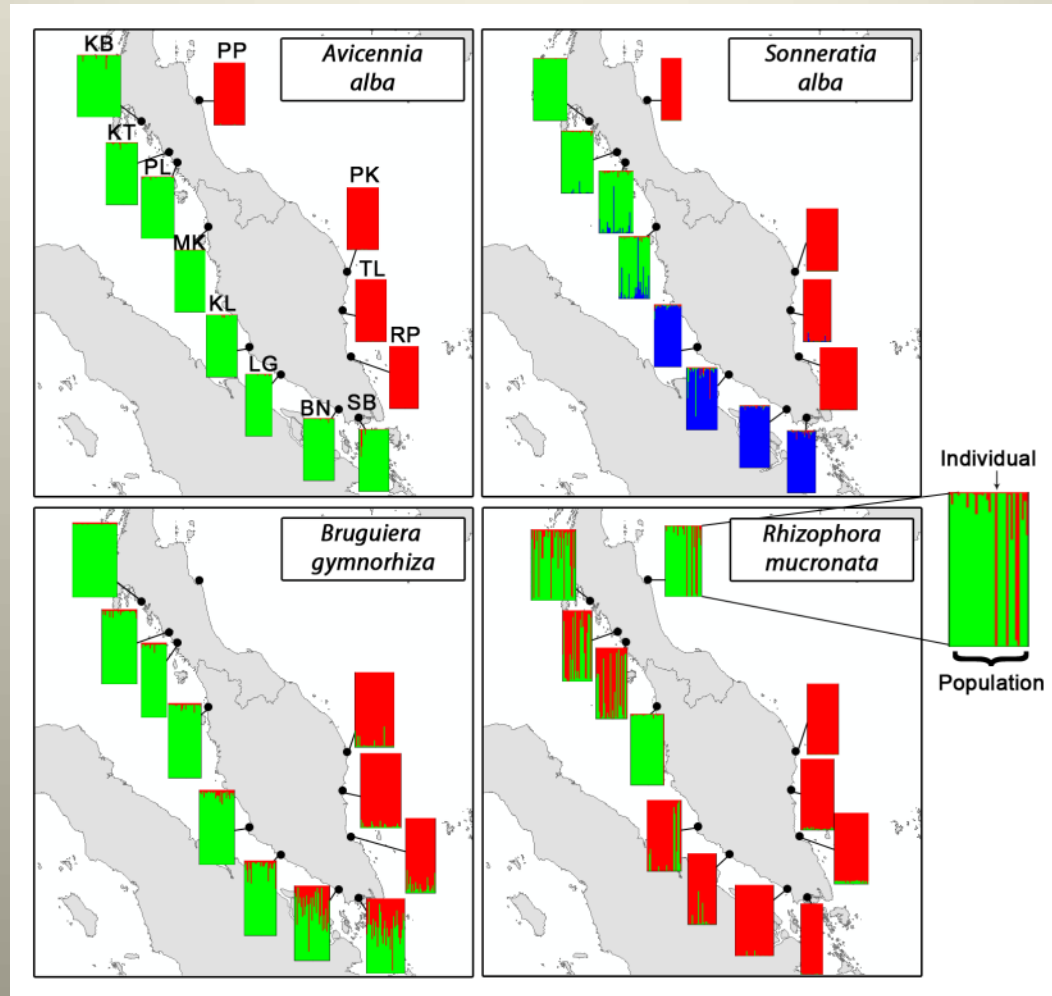 Avicennia
alba
KB
PP
KT
PL
PK
MK
TL
KL
RP
LG
BN
SB
Sonneratia
alba
Bruguiera
gymnorhiza
Rhizophora
mucronata
Individual
Population